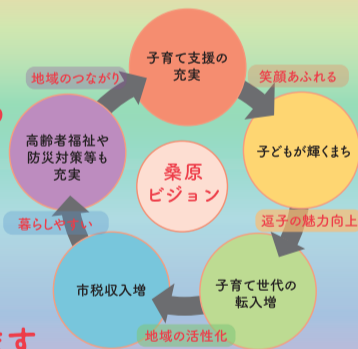 子育て支援の
充実
笑顔あふれる
子どもが輝くまち
逗子の魅力向上
子育て世代の
転入増
地域の活性化
市税収入増
暮らしやすい
高齢者福祉や
防災対策等も
充実
地域のつながり
桑原
ビジョン
す